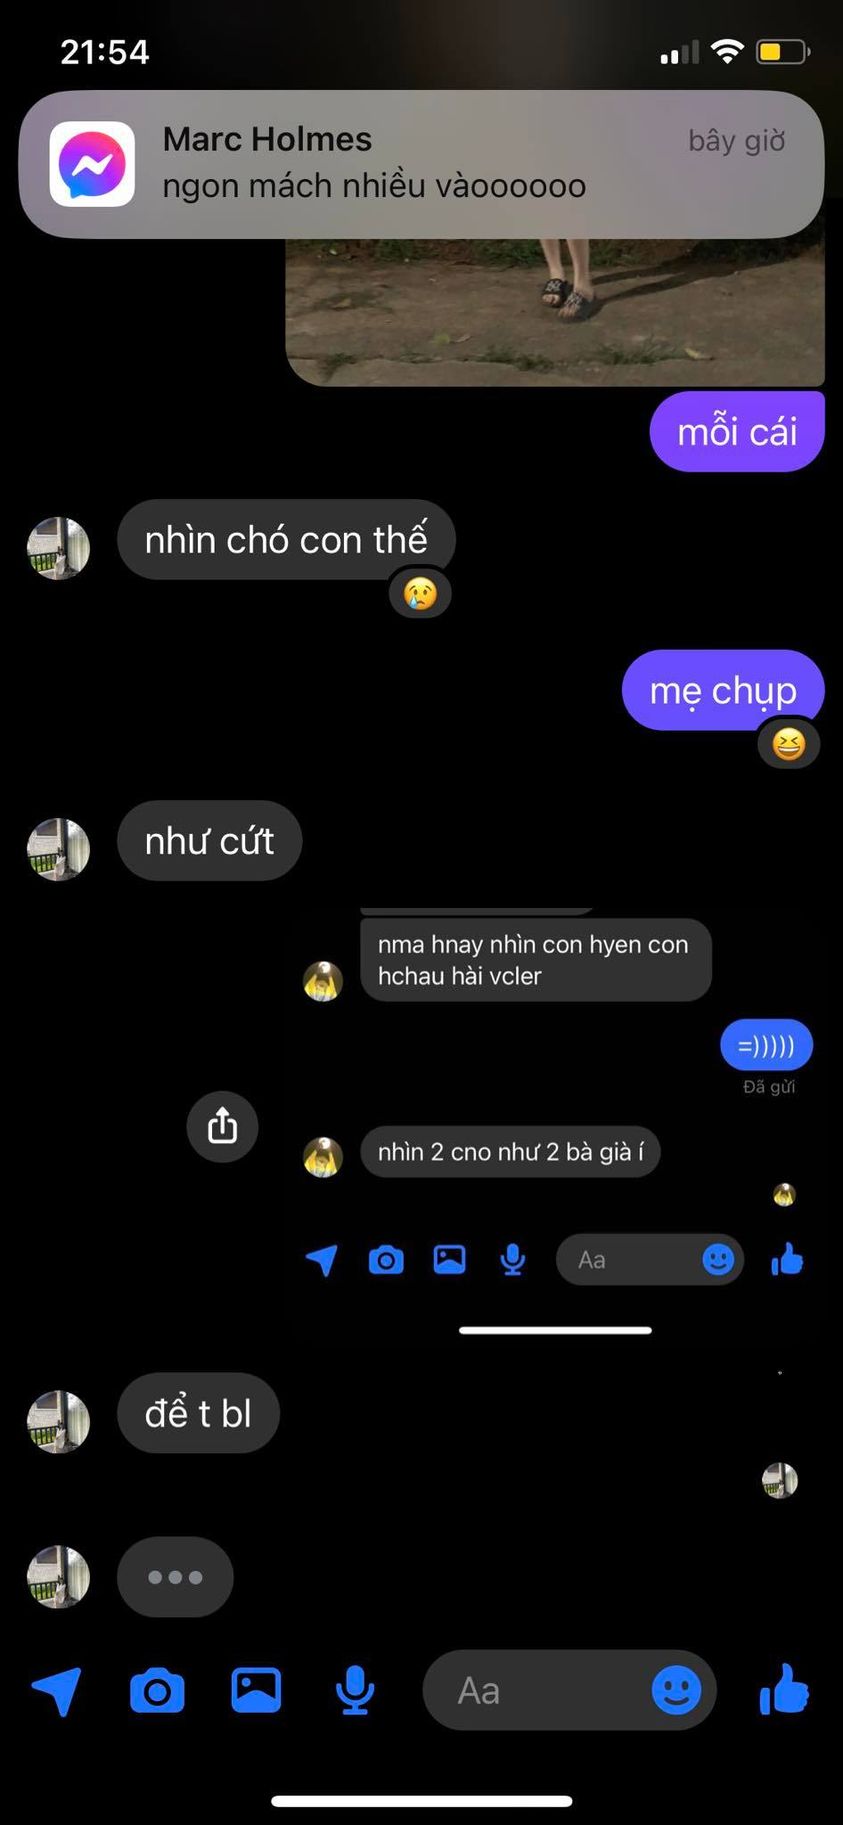 21:54
Marc Holmes
bây giờ
ngon mách nhiều vàoooooo
mỗi cái
nhìn chó con thế
mẹ chụp
như cứt
nma hnay nhìn con hyen con
hchau hài vcler
=)))))
Đã gửi
nhìn 2 cno như 2 bà già í
Aa
để t bl
Aa